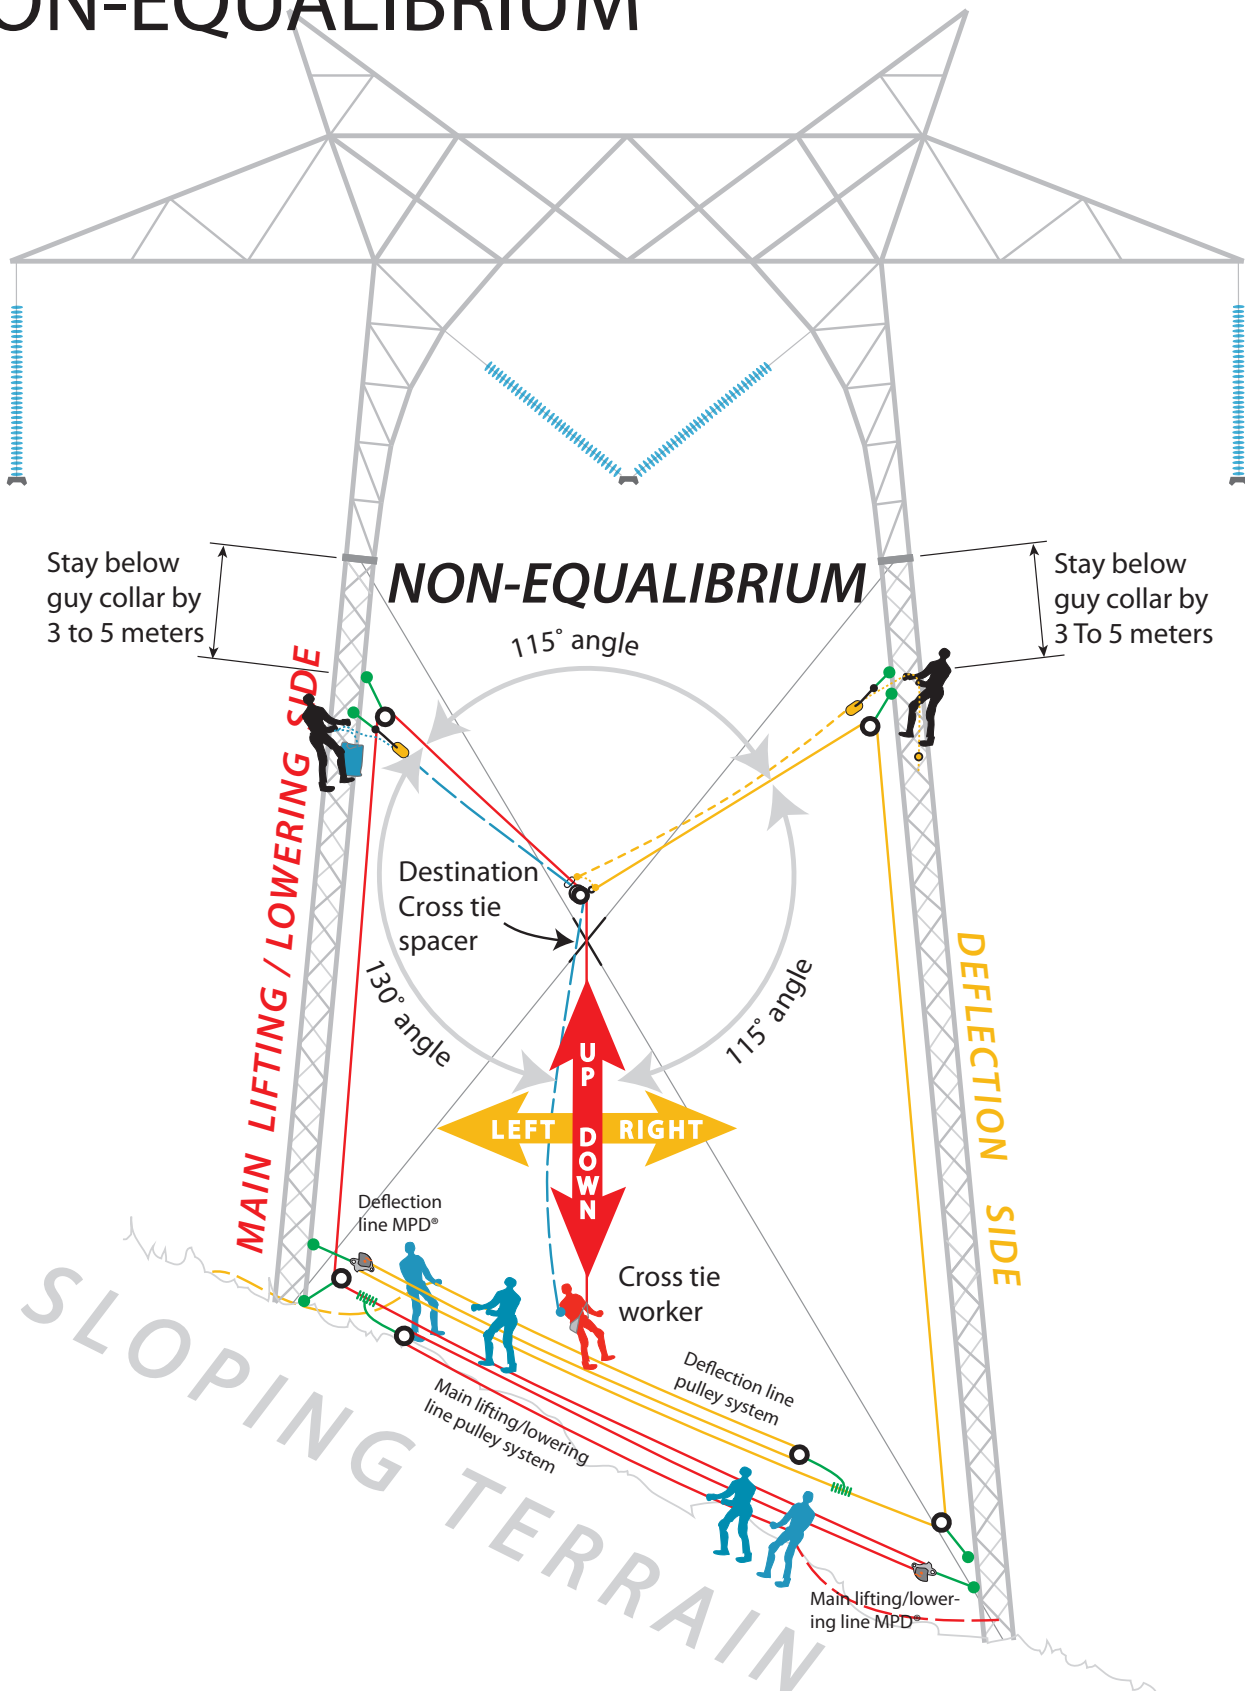 ON-EQUALIBRIUM
Stay below
guy collar by
3 to 5 meters
NON-EQUALIBRIUM
Stay below
guy collar by
3 To 5 meters
115° angle
MAIN LIFTING / LOWERING SIDE
Destination
Cross tie
spacer
130° angle
115° angle
DEFLECTION SIDE
UP
DOWN
LEFT
RIGHT
Deflection
line MPD®
Cross tie
worker
Deflection line
pulley system
Main lifting/lowering
line pulley system
SLOPING TERRAIN
Main lifting/lower-
ing line MPD®